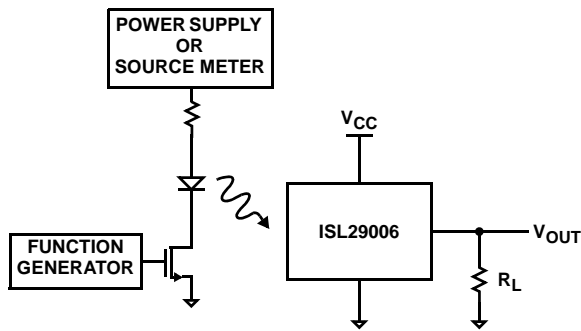 POWER SUPPLY
OR
SOURCE METER
VCC
ISL29006
VOUT
FUNCTION
GENERATOR
RL